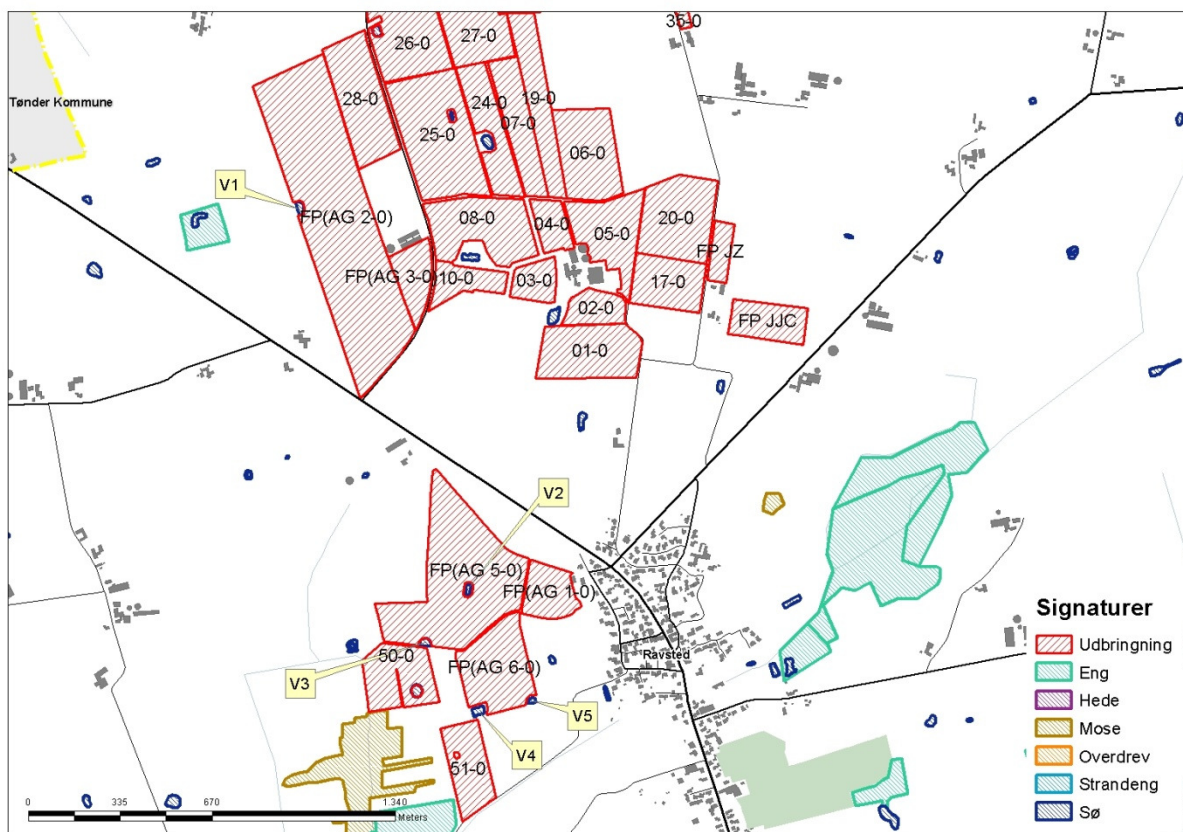 35-0
26-0
27-0
Tønder Kommune
28-0
24-0
19-0
07-0
25-0
06-0
V1
FP(AG 2-0)
08-0
04-0
05-0
20-0
FP JZ
FP(AG 3-0)
10-0
03-0
17-0
02-0
FP JJC
01-0
V2
FP(AG 5-0)
FP(AG 1-0)
50-0
FP(AG 6-0)
Ravsted
V3
V5
V4
51-0
0 335 670 1.340
Meters
Signaturer
Udbringning
Eng
Hede
Mose
Overdrev
Strandeng
Sø